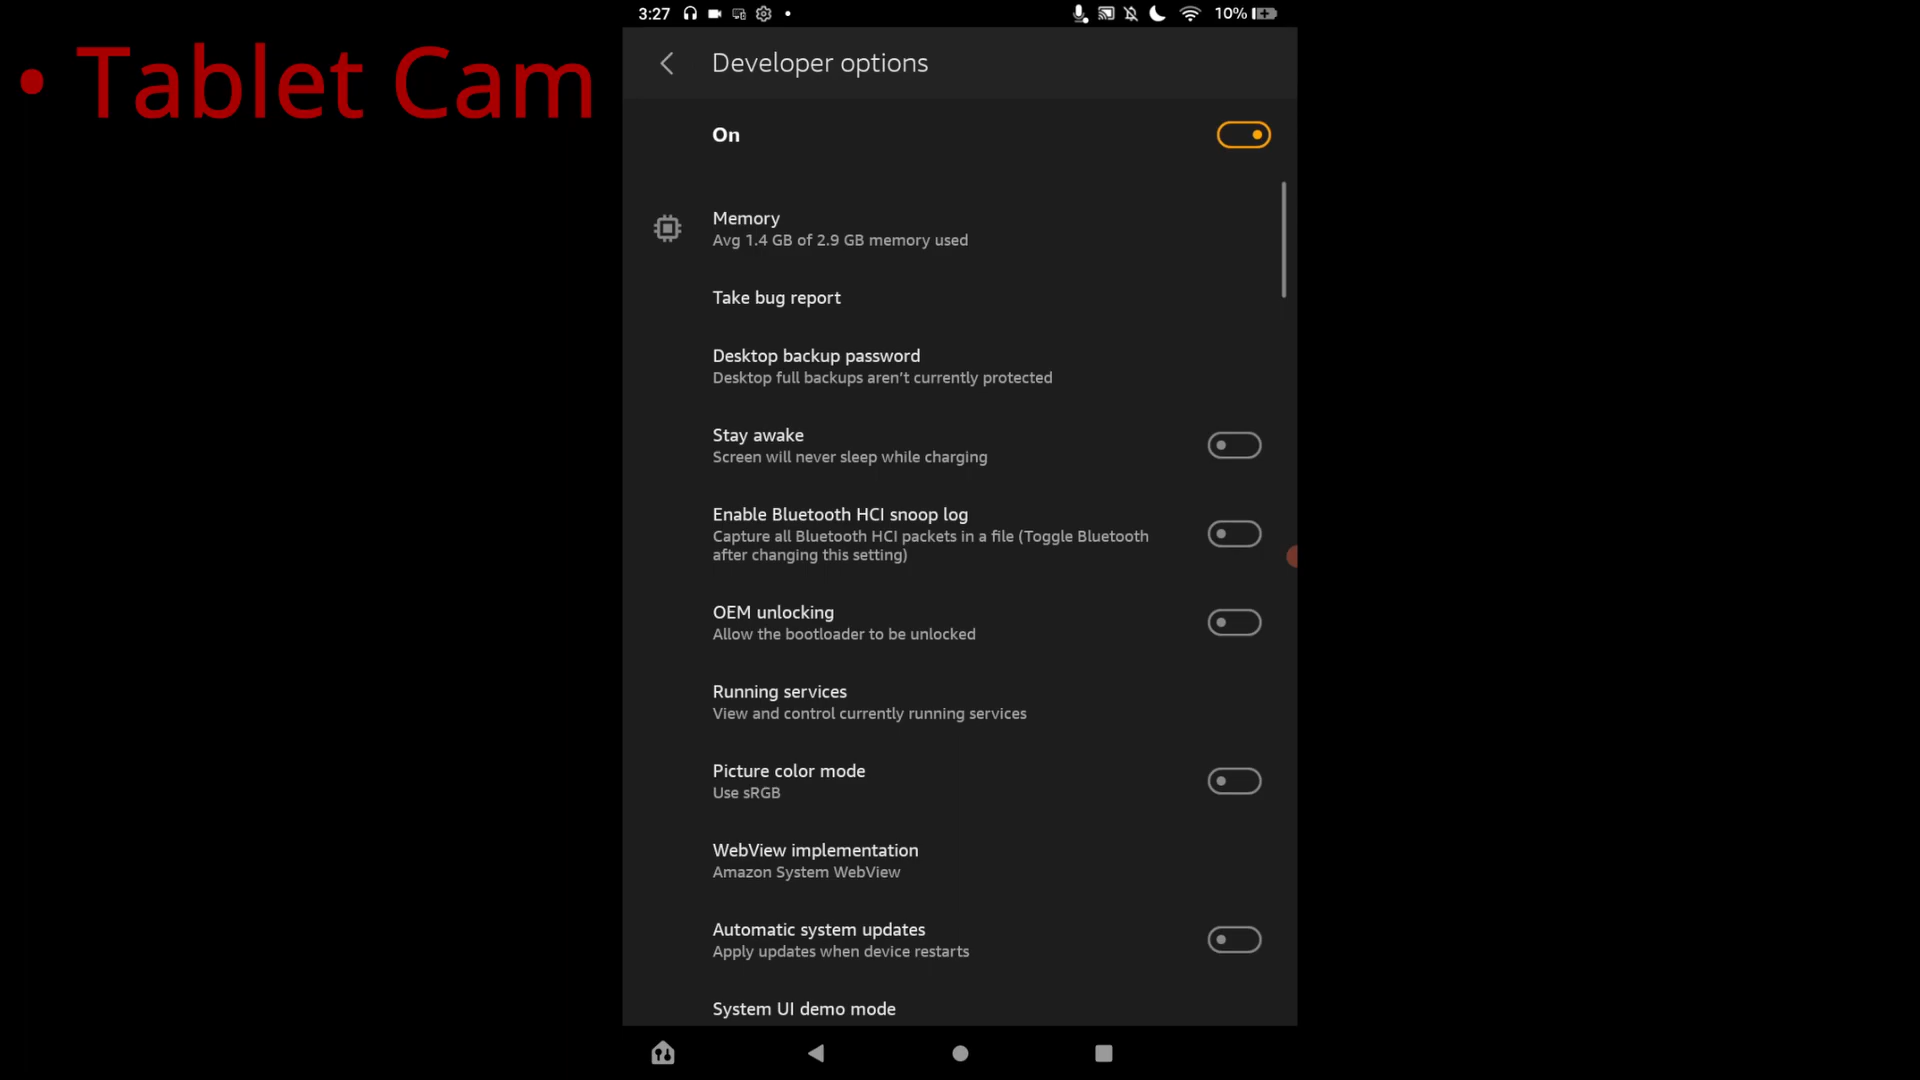 • Tablet Cam
3:27
10%
Developer options
On
Memory
Avg 1.4 GB of 2.9 GB memory used
Take bug report
Desktop backup password
Desktop full backups aren’t currently protected
Stay awake
Screen will never sleep while charging
Enable Bluetooth HCI snoop log
Capture all Bluetooth HCI packets in a file (Toggle Bluetooth
after changing this setting)
OEM unlocking
Allow the bootloader to be unlocked
Running services
View and control currently running services
Picture color mode
Use sRGB
WebView implementation
Amazon System WebView
Automatic system updates
Apply updates when device restarts
System UI demo mode